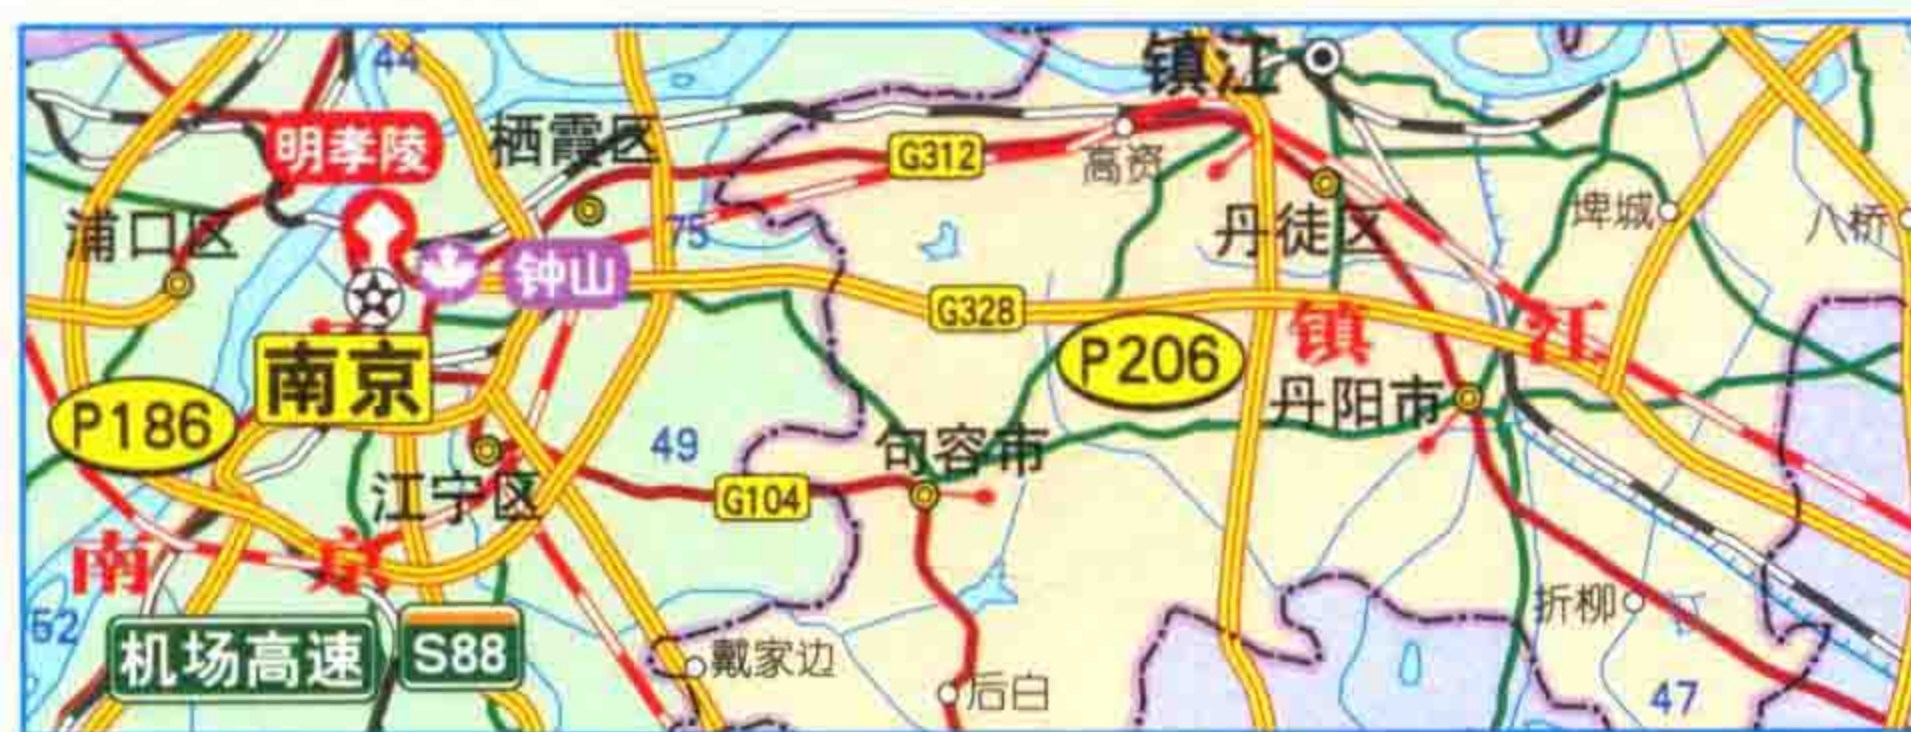 44
镇江
明孝陵
栖霞区
G312
高资
浦口区
75
丹徒区
埤城
八桥
钟山
G328
镇 江
南京
P206
P186
丹阳市
49
句容市
江宁区
G104
南 京
52
机场高速
S88
戴家边
后白
折柳
47